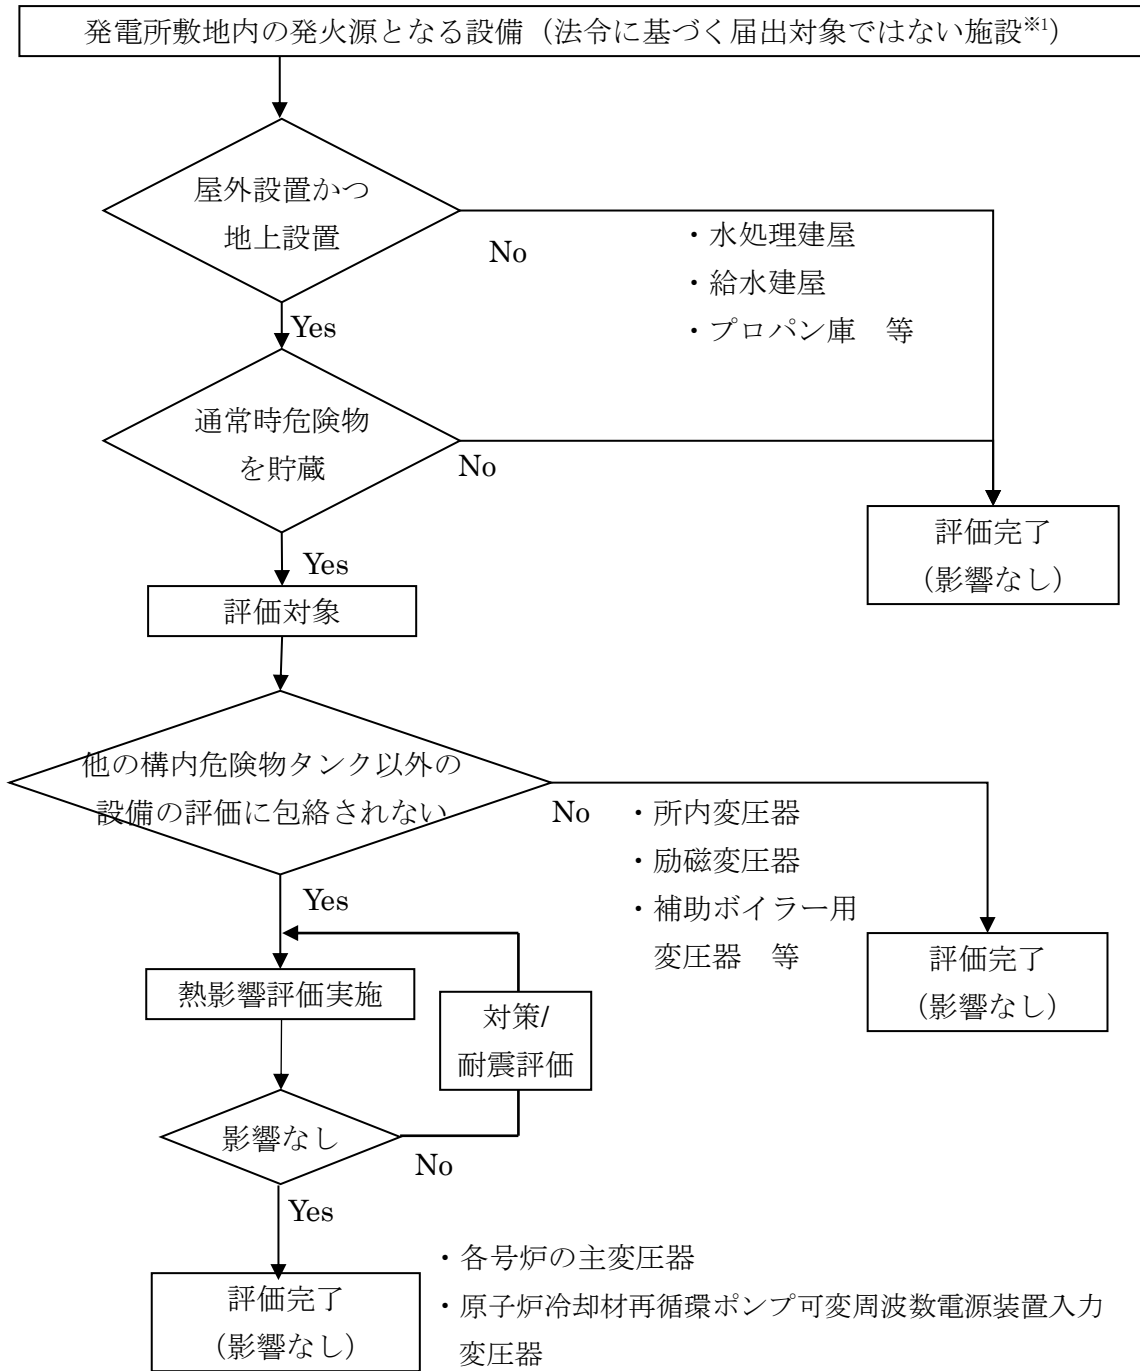 発電所敷地内の発火源となる設備（法令に基づく届出対象ではない施設※1）
屋外設置かつ
地上設置
No
・水処理建屋
・給水建屋
・プロパン庫　等
Yes
通常時危険物
を貯蔵
No
評価完了
（影響なし）
Yes
評価対象
他の構内危険物タンク以外の
設備の評価に包絡されない
No
・所内変圧器
・励磁変圧器
・補助ボイラー用
変圧器　等
評価完了
（影響なし）
Yes
熱影響評価実施
対策/
耐震評価
影響なし
No
Yes
評価完了
（影響なし）
・各号炉の主変圧器
・原子炉冷却材再循環ポンプ可変周波数電源装置入力
変圧器